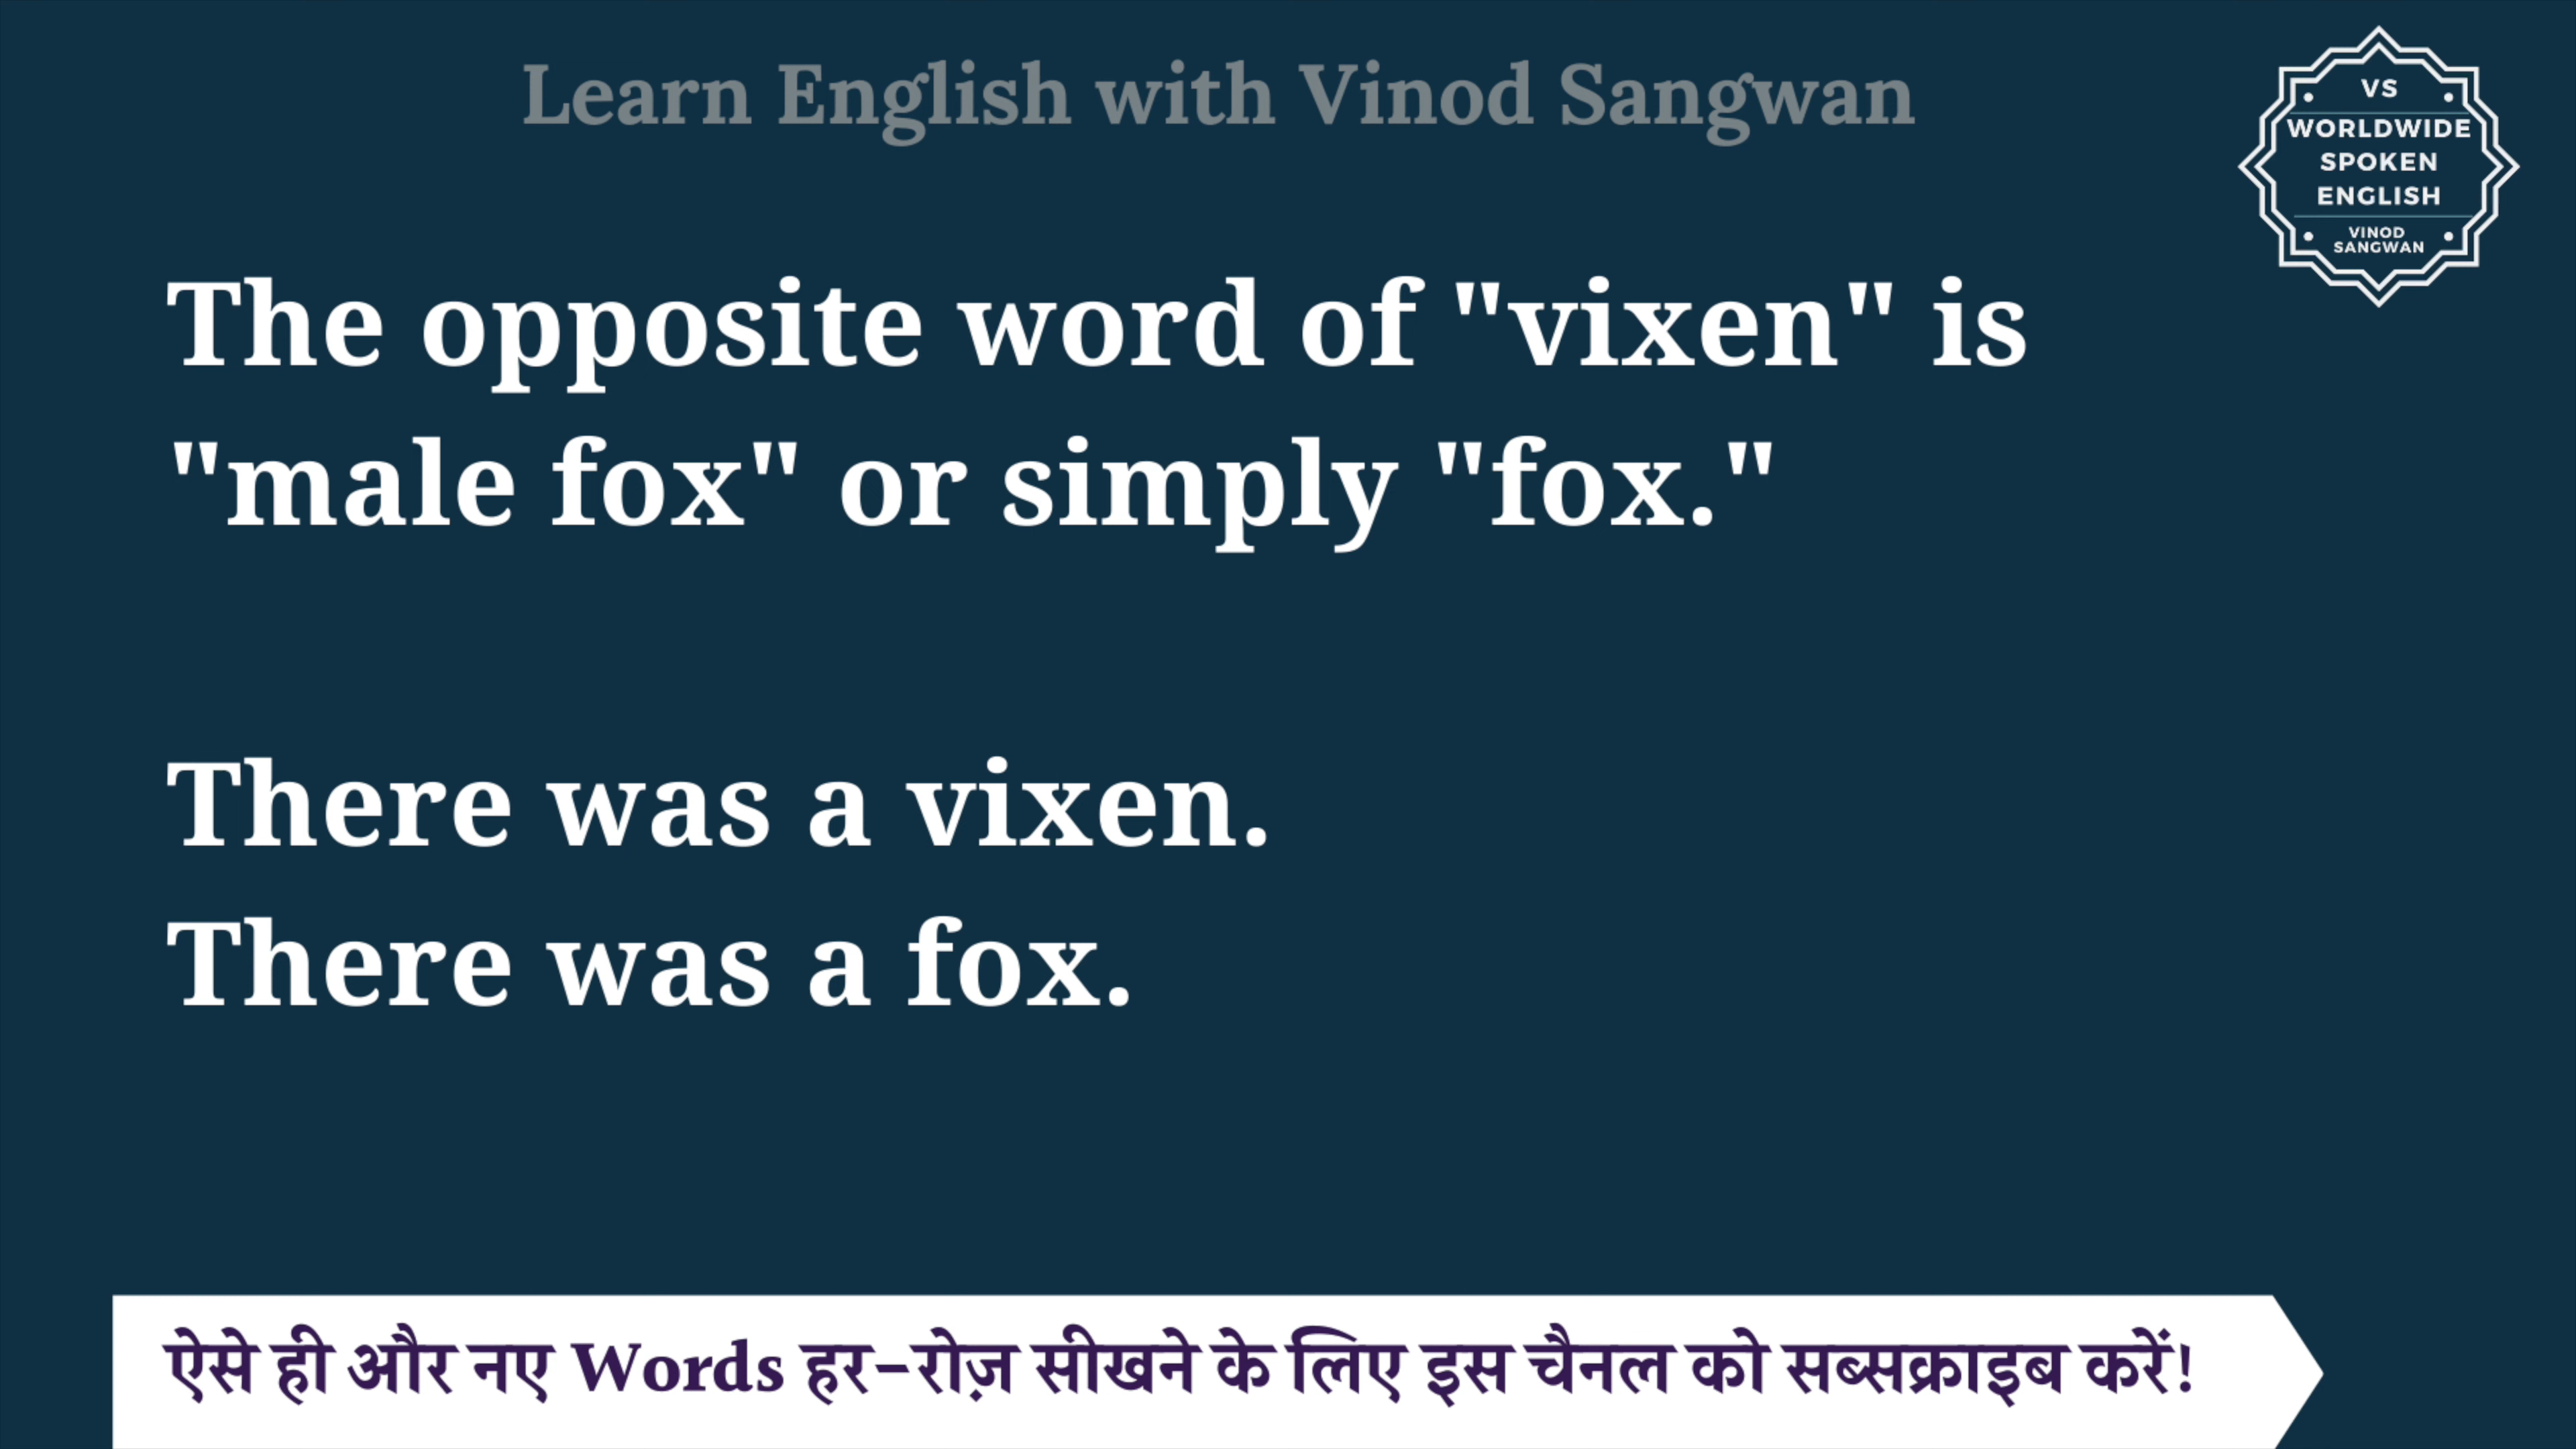 Learn English with Vinod Sangwan
VS
WORLDWIDE
SPOKEN
ENGLISH
VINOD
SANGWAN
The opposite word of "vixen" is
"male fox" or simply "fox."
There was a vixen.
There was a fox.
ऐसे ही और नए Words हर-रोज़ सीखने के लिए इस चैनल को सब्सक्राइब करें!